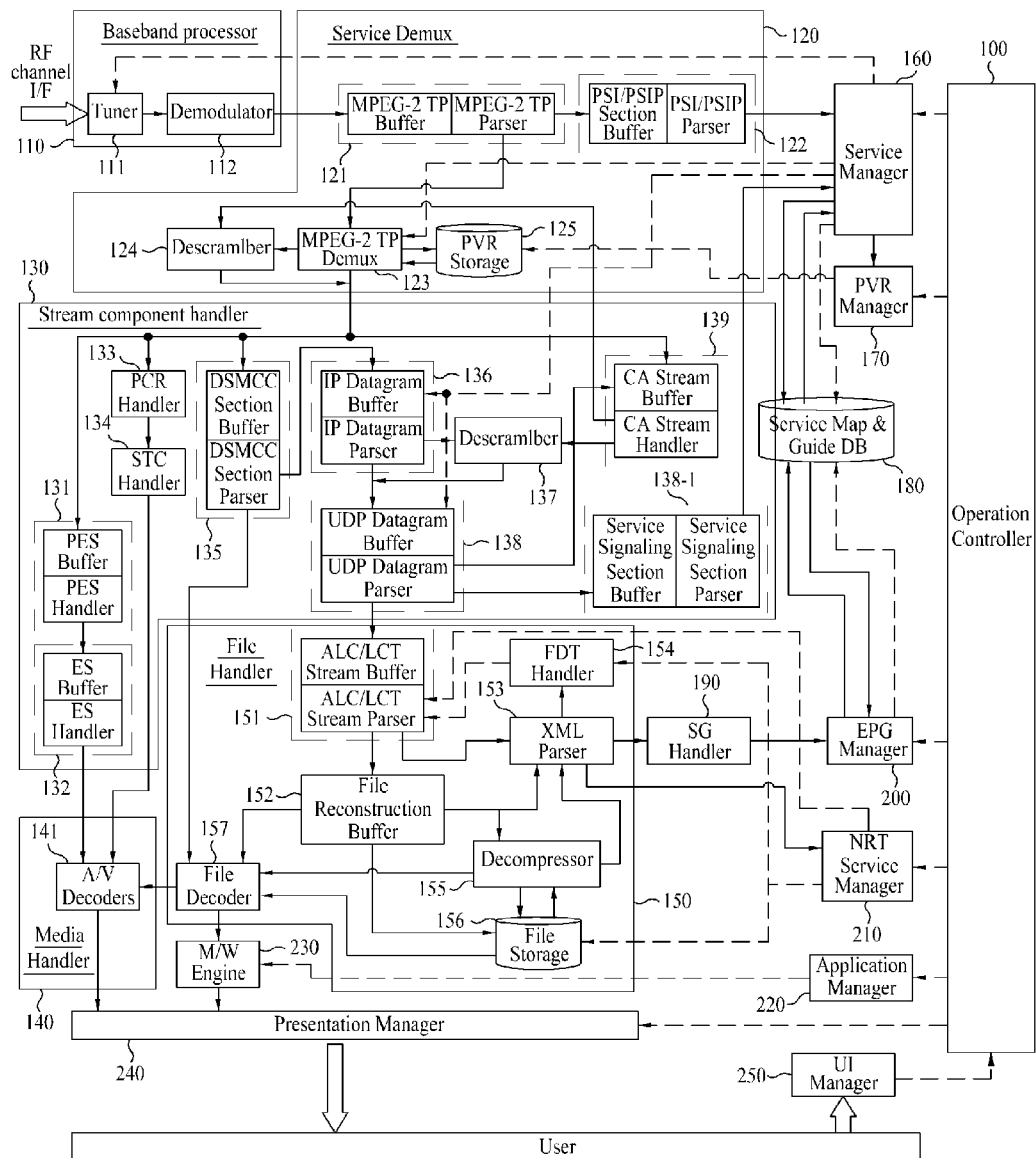 Baseband processor
Service Demux
120
RF
channel
I/F
160
100
Tuner
Demodulator
MPEG-2 TP
Buffer
MPEG-2 TP
Parser
PSI/PSIP
Section
Buffer
PSI/PSIP
Parser
110
111
112
121
122
Service
Manager
124
Descramlber
MPEG-2 TP
Demux
123
PVR
Storage
125
130
PVR
Manager
170
Stream component handler
133
PCR
Handler
134
STC Handler
DSMCC
Section
Buffer
DSMCC
Section
Parser
135
IP Datagram
Buffer
IP Datagram
Parser
136
Descramlber
137
139
CA Stream
Buffer
CA Stream
Handler
Service Map &
Guide DB
180
138-1
131
PES
Buffer
PES
Handler
UDP Datagram
Buffer
UDP Datagram
Parser
138
Service
Signaling
Section
Buffer
Service
Signaling
Section
Parser
Operation
Controller
ES
Buffer
ES
Handler
132
File
Handler
ALC/LCT
Stream Buffer
ALC/LCT
Stream Parser
151
FDT
Handler
154
153
XML
Parser
190
SG
Handler
EPG
Manager
200
152
File
Reconstruction
Buffer
141
A/V
Decoders
157
File
Decoder
Decompressor
155
150
NRT
Service
Manager
210
156
File
Storage
Media
Handler
140
M/W
Engine
230
Application
Manager
220
Presentation Manager
240
250
UI
Manager
User